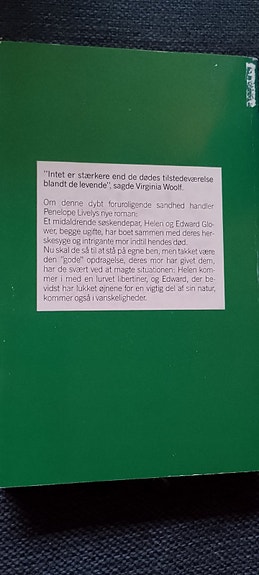 "Intet er stærkere end de dødes tilstedeværelse
blandt de levende", sagde Virginia Woolf.
Om denne dybt foruroligende sandhed handler
Penelope Livelys nye roman:
Et midaldrende søskendepar, Helen og Edward Glo-
wer, begge ugifte, har boet sammen med deres her-
skesyge og intrigante mor indtil hendes død.
Nu skal de så til at stå på egne ben, men takket være
den "gode" opdragelse, deres mor har givet dem,
har de svært ved at magte situationen: Helen kom-
mer i med en lurvet libertiner, og Edward, der be-
vidst har lukket øjnene for en vigtig del af sin natur,
kommer også i vanskeligheder.